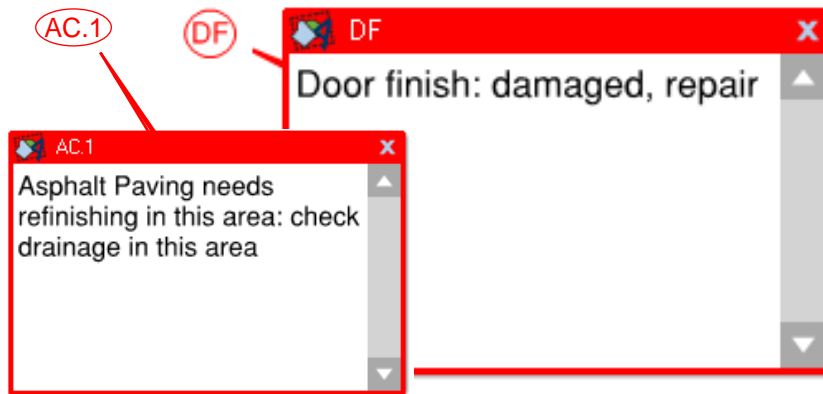 AC.1
DF
DF
Door finish: damaged, repair
AC.1
Asphalt Paving needs
refinishing in this area: check
drainage in this area